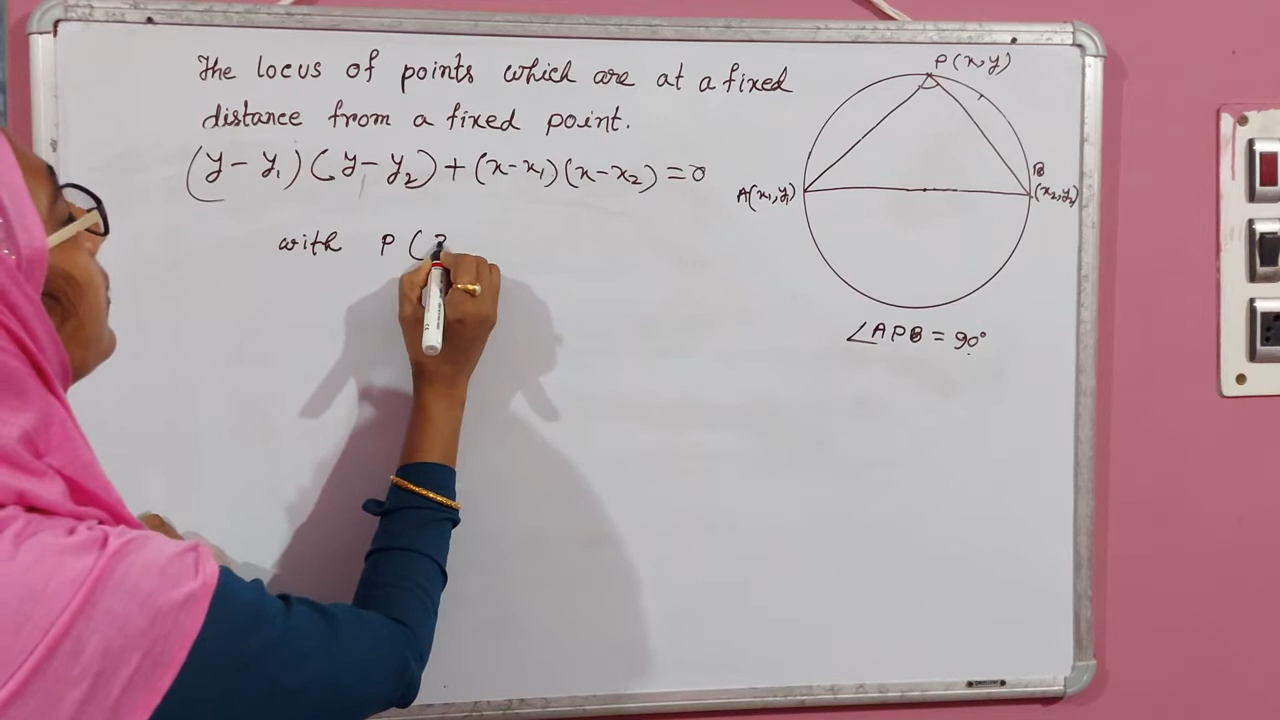 The locus of points which are at a fixed
distance from a fixed point.
(y - y₁) (y - y₂) + (x - x₁) (x - x₂) = 0
with P (
P(x,y)
A(x₁,y₁)
B
(x₂,y₂)
∠APB = 90°